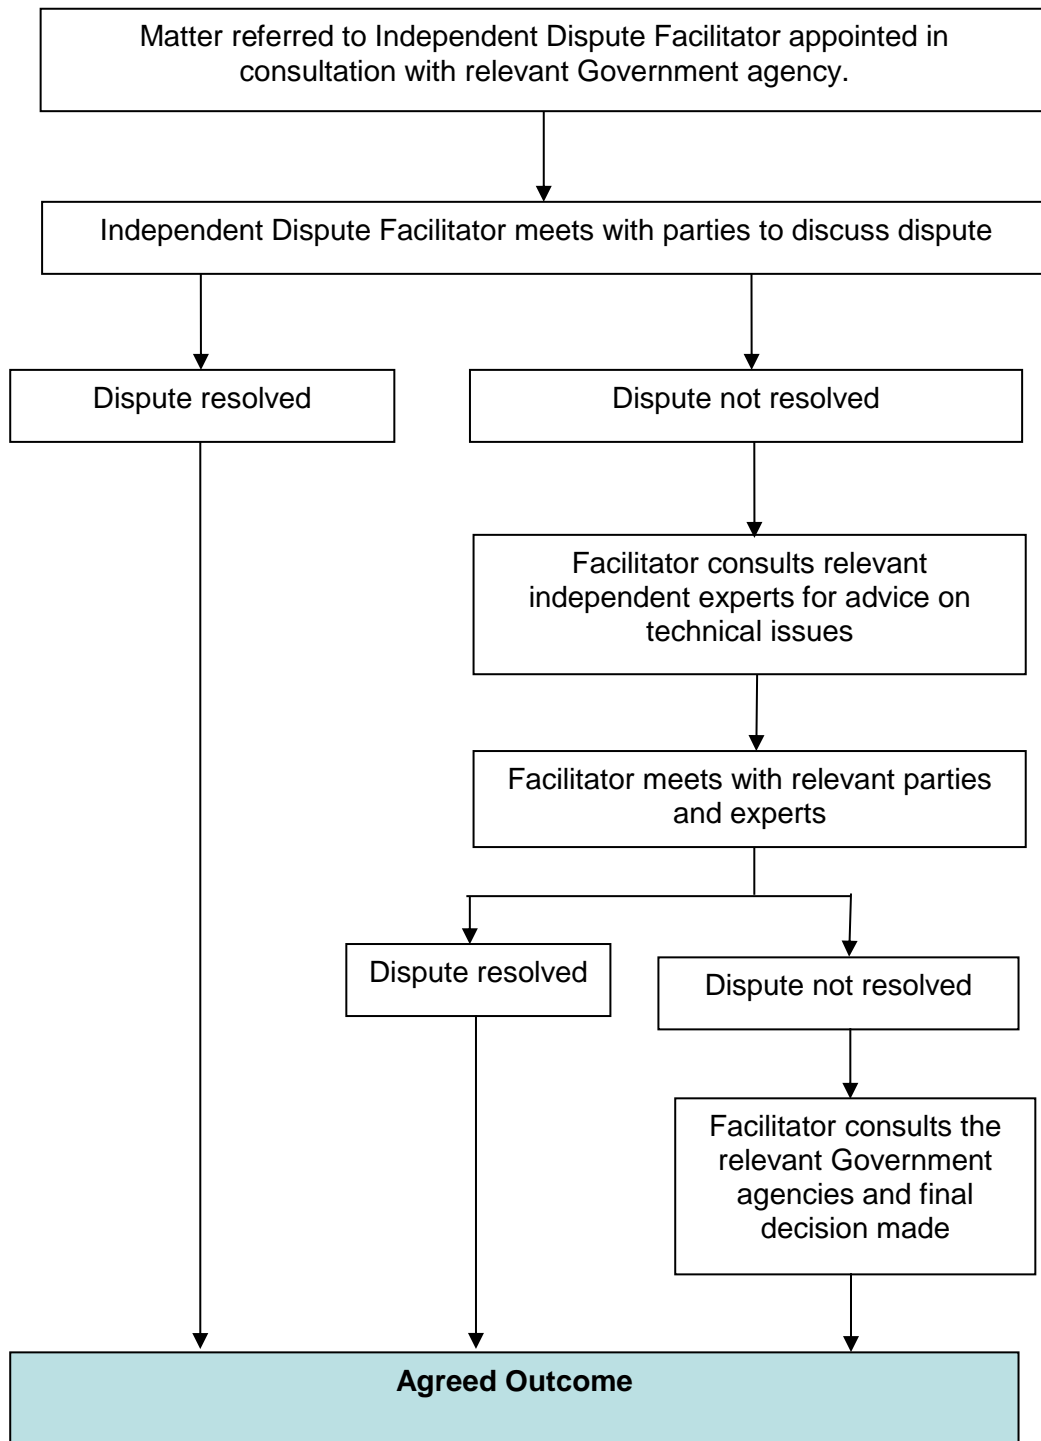 Matter referred to Independent Dispute Facilitator appointed in
consultation with relevant Government agency.
Independent Dispute Facilitator meets with parties to discuss dispute
Dispute resolved
Dispute not resolved
Facilitator consults relevant
independent experts for advice on
technical issues
Facilitator meets with relevant parties
and experts
Dispute resolved
Dispute not resolved
Facilitator consults the
relevant Government
agencies and final
decision made
Agreed Outcome